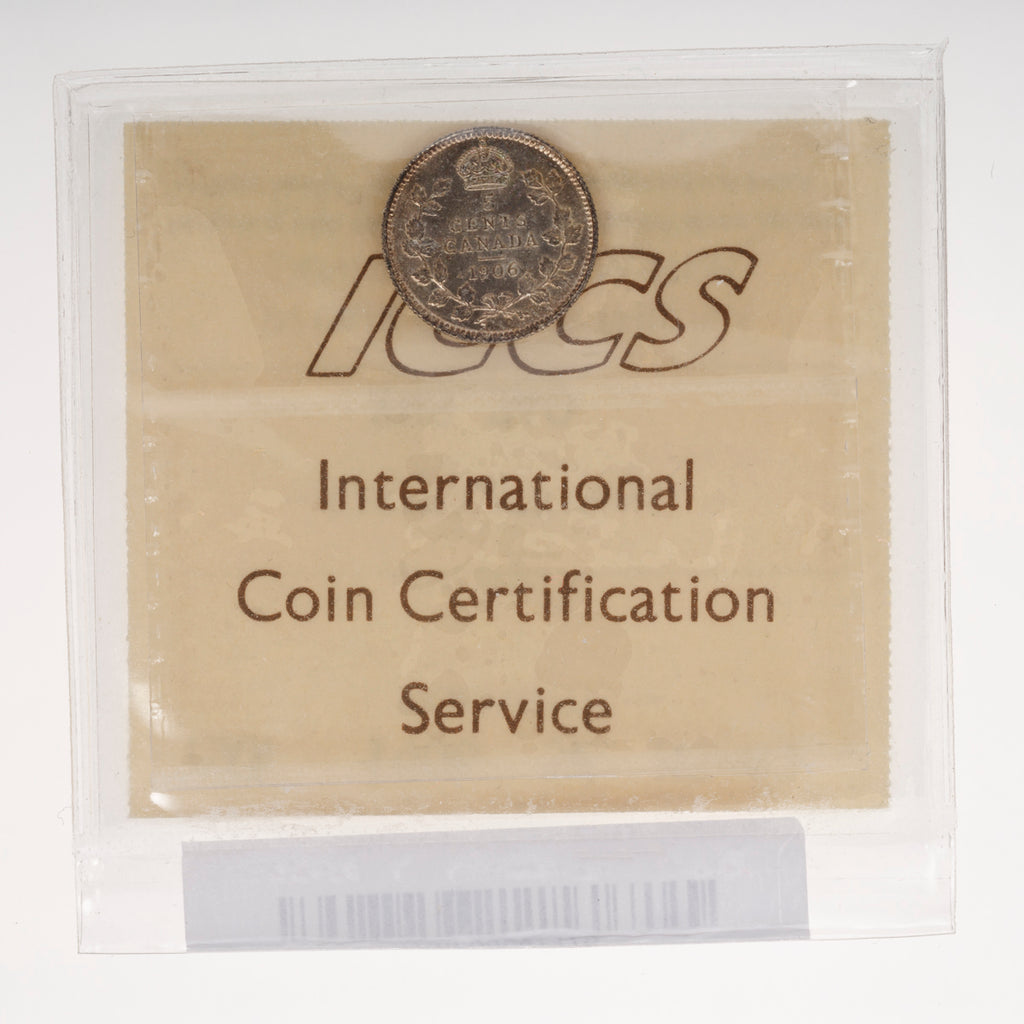 5
CENTS
CANADA
1906
ICCS
International
Coin Certification
Service